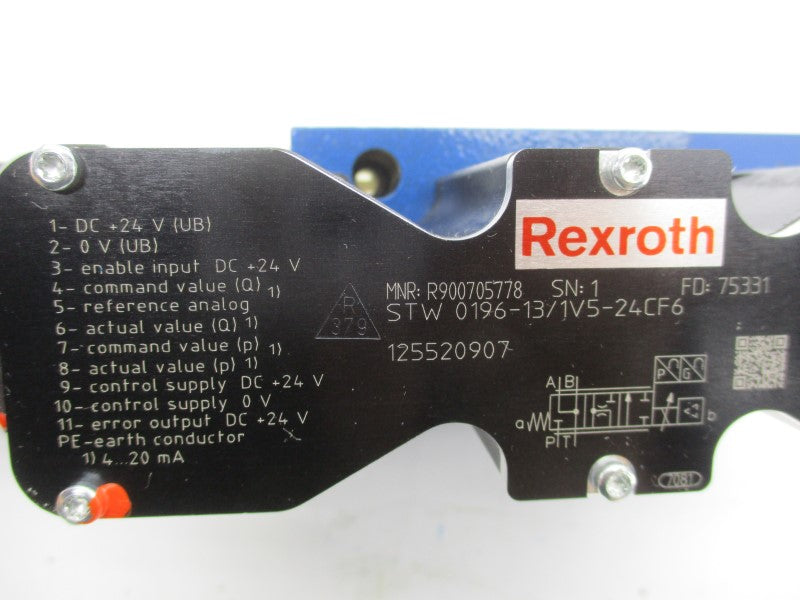 1- DC +24 V (UB)
2- 0 V (UB)
3- enable input DC +24 V
4- command value (Q) 1)
5- reference analog
6- actual value (Q) 1)
7- command value (p) 1)
8- actual value (p) 1)
9- control supply DC +24 V
10- control supply 0 V
11- error output DC +24 V
PE-earth conductor
1) 4...20 mA
R
379
Rexroth
MNR: R900705778 SN: 1 FD: 75331
STW 0196-13/1V5-24CF6
125520907
P G
A B
a b
P T
7081